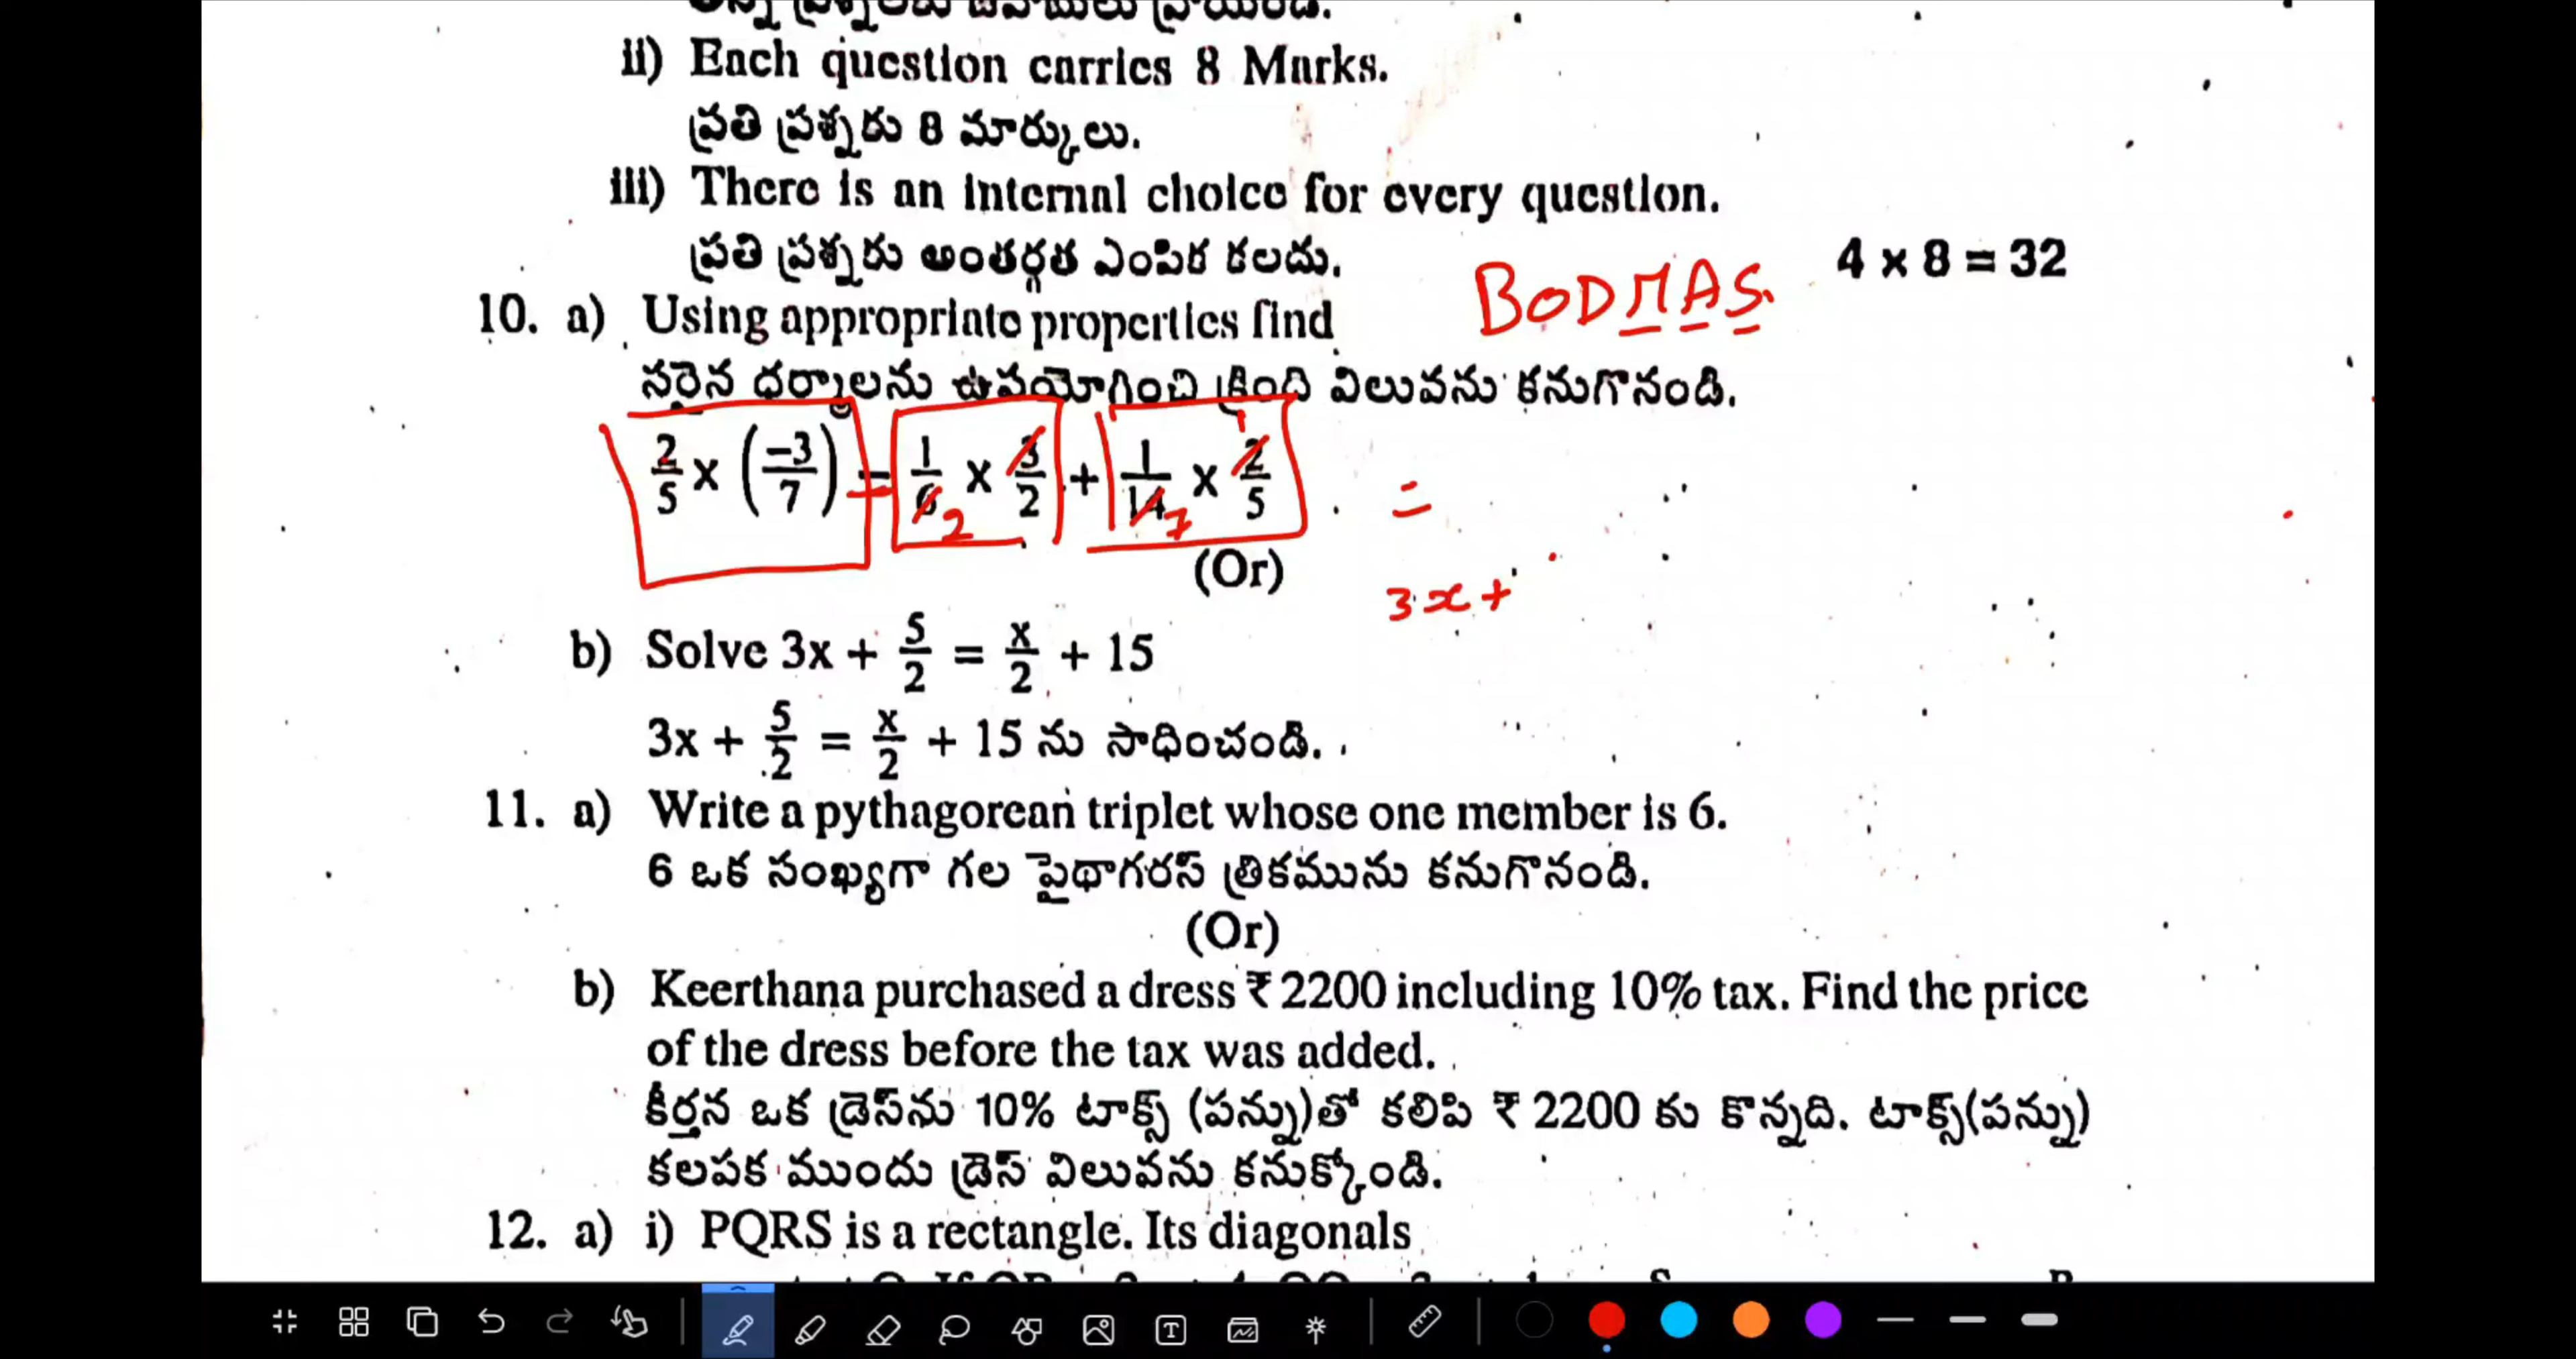 ii) Each question carries 8 Marks.
ప్రతి ప్రశ్నకు 8 మార్కులు.
iii) There is an internal choice for every question.
ప్రతి ప్రశ్నకు అంతర్గత ఎంపిక కలదు.
4 x 8 = 32
BODMAS.
10. a) Using appropriate properties find
సరైన ధర్మాలను ఉపయోగించి క్రింది విలువను కనుగొనండి.
2/5 x (-3/7) - 1/6 x 3/2 + 1/14 x 2/5 =
2 7 1
(Or)
3x+
b) Solve 3x + 5/2 = x/2 + 15
3x + 5/2 = x/2 + 15 ను సాధించండి.
11. a) Write a pythagorean triplet whose one member is 6.
6 ఒక సంఖ్యగా గల పైథాగరస్ త్రికమును కనుగొనండి.
(Or)
b) Keerthana purchased a dress ₹ 2200 including 10% tax. Find the price
of the dress before the tax was added.
కీర్తన ఒక డ్రెస్‌ను 10% టాక్స్ (పన్ను)తో కలిపి ₹ 2200 కు కొన్నది. టాక్స్(పన్ను)
కలపక ముందు డ్రెస్ విలువను కనుక్కోండి.
12. a) i) PQRS is a rectangle. Its diagonals